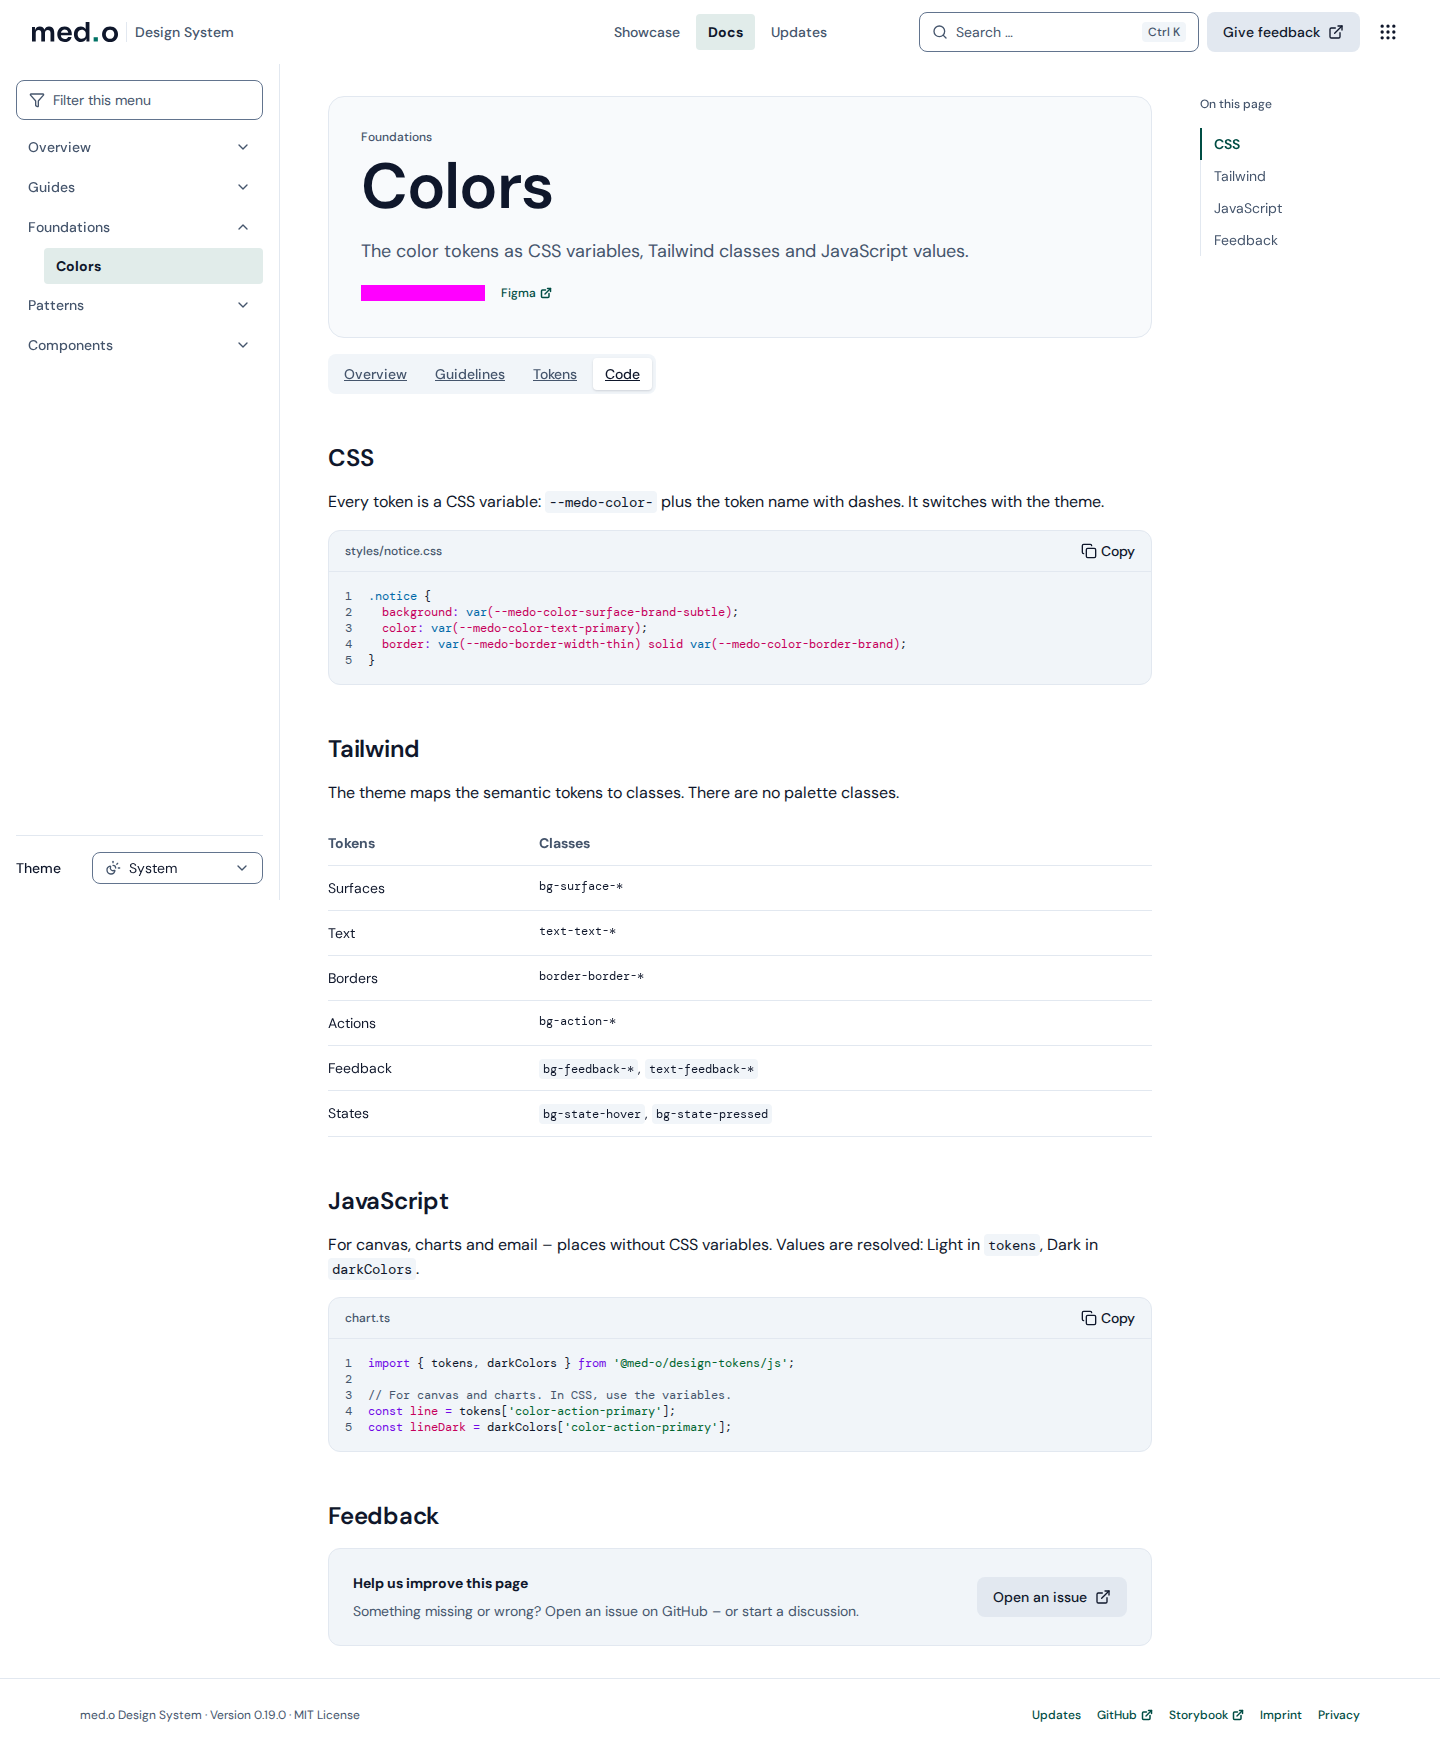 med.o Design System
Showcase Docs Updates
Search ... Ctrl K
Give feedback
Filter this menu
Overview
Guides
Foundations
Colors
Patterns
Components
Theme System
Foundations
Colors
The color tokens as CSS variables, Tailwind classes and JavaScript values.
Figma
Overview Guidelines Tokens Code
CSS
Every token is a CSS variable: --medo-color- plus the token name with dashes. It switches with the theme.
styles/notice.css Copy
1 .notice {
2   background: var(--medo-color-surface-brand-subtle);
3   color: var(--medo-color-text-primary);
4   border: var(--medo-border-width-thin) solid var(--medo-color-border-brand);
5 }
Tailwind
The theme maps the semantic tokens to classes. There are no palette classes.
Tokens Classes
Surfaces bg-surface-*
Text text-text-*
Borders border-border-*
Actions bg-action-*
Feedback bg-feedback-*, text-feedback-*
States bg-state-hover, bg-state-pressed
JavaScript
For canvas, charts and email – places without CSS variables. Values are resolved: Light in tokens, Dark in
darkColors.
chart.ts Copy
1 import { tokens, darkColors } from '@med-o/design-tokens/js';
2
3 // For canvas and charts. In CSS, use the variables.
4 const line = tokens['color-action-primary'];
5 const lineDark = darkColors['color-action-primary'];
Feedback
Help us improve this page
Something missing or wrong? Open an issue on GitHub – or start a discussion.
Open an issue
On this page
CSS
Tailwind
JavaScript
Feedback
med.o Design System · Version 0.19.0 · MIT License
Updates GitHub Storybook Imprint Privacy